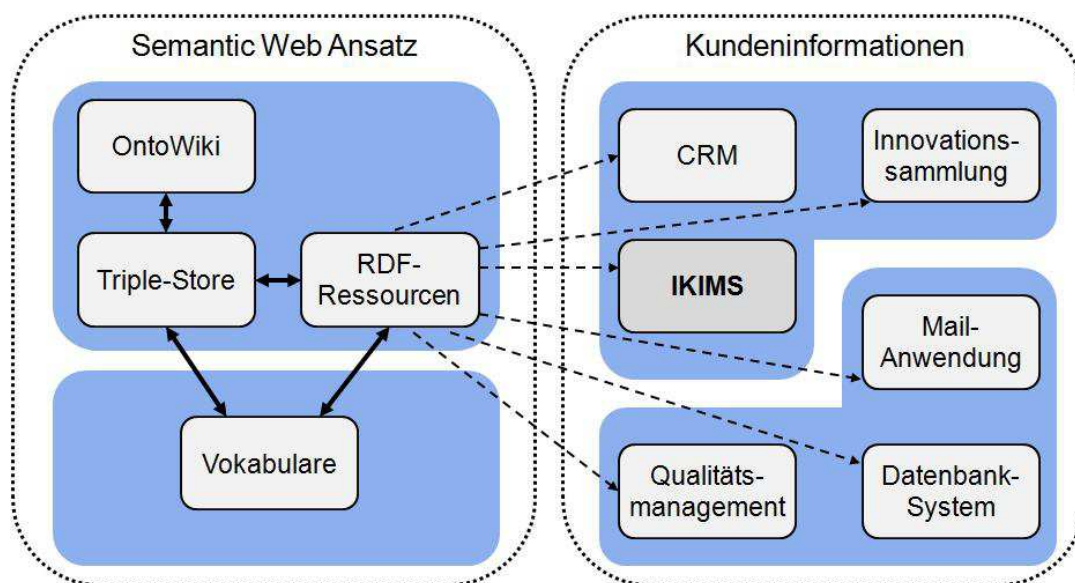 Semantic Web Ansatz
OntoWiki
Triple-Store
RDF-
Ressourcen
Vokabulare
Kundeninformationen
CRM
Innovations-
sammlung
IKIMS
Mail-
Anwendung
Qualitäts-
management
Datenbank-
System